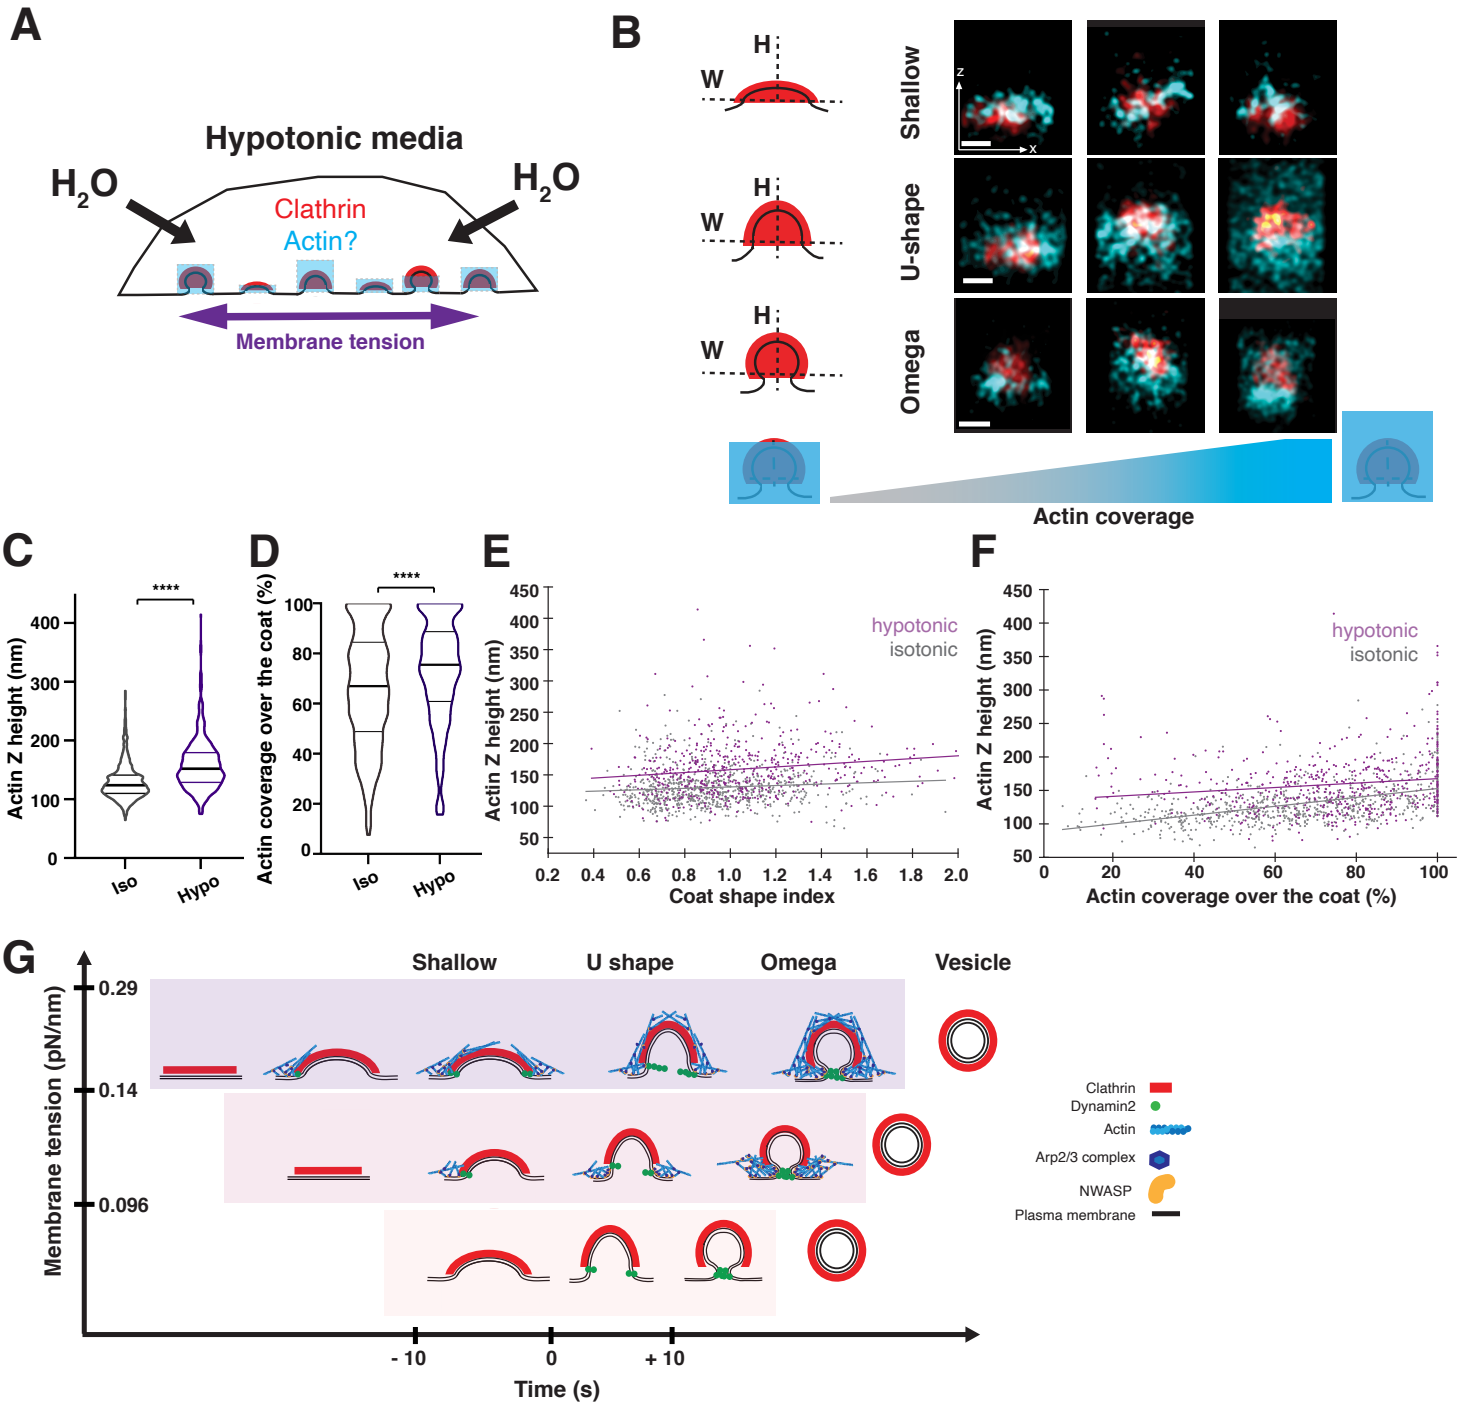 A
Hypotonic media
H2O
H2O
Clathrin
Actin?
Membrane tension
B
H
W
H
W
H
W
Shallow
U-shape
Omega
Z
X
Actin coverage
C
Actin Z height (nm)
400
300
200
100
0
****
Iso
Hypo
D
Actin coverage over the coat (%)
100
80
60
40
20
0
****
Iso
Hypo
E
Actin Z height (nm)
450
400
350
300
250
200
150
100
50
hypotonic
isotonic
0.2 0.4 0.6 0.8 1.0 1.2 1.4 1.6 1.8 2.0
Coat shape index
F
Actin Z height (nm)
450
400
350
300
250
200
150
100
50
hypotonic
isotonic
0 20 40 60 80 100
Actin coverage over the coat (%)
G
Shallow U shape Omega Vesicle
Membrane tension (pN/nm)
0.29
0.14
0.096
Clathrin
Dynamin2
Actin
Arp2/3 complex
NWASP
Plasma membrane
- 10 0 + 10
Time (s)